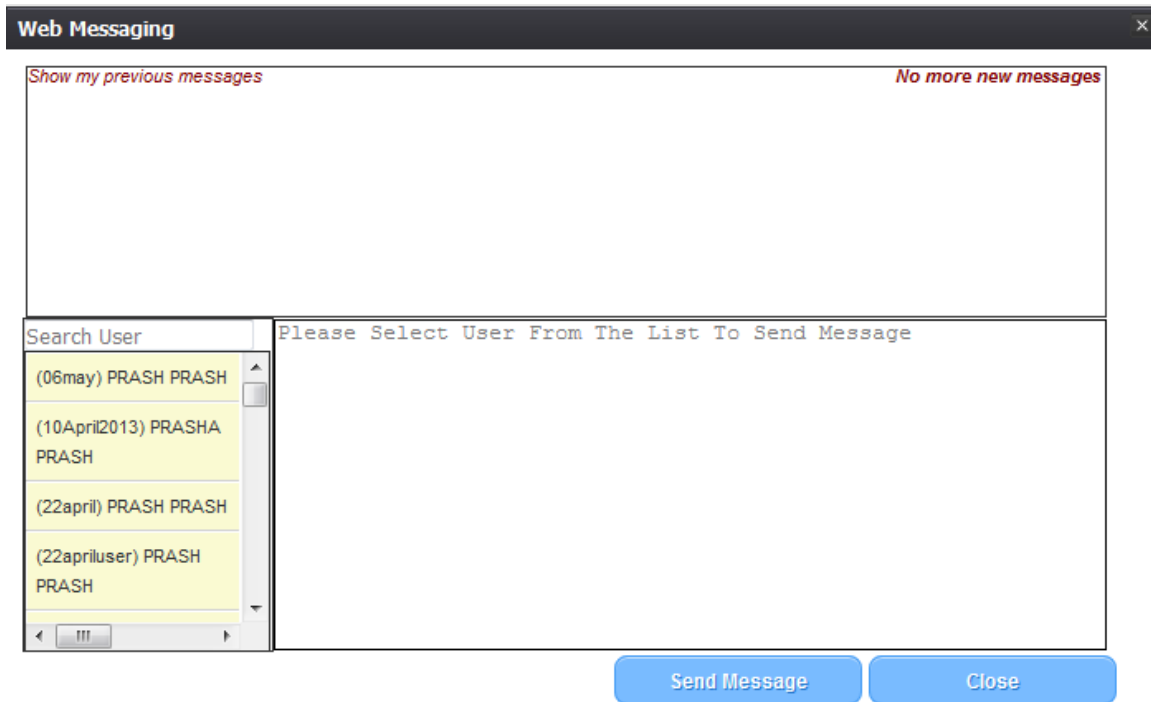 Web Messaging
Show my previous messages
No more new messages
Search User
Please Select User From The List To Send Message
(06may) PRASH PRASH
(10April2013) PRASHA
PRASH
(22april) PRASH PRASH
(22apriluser) PRASH
PRASH
Send Message
Close